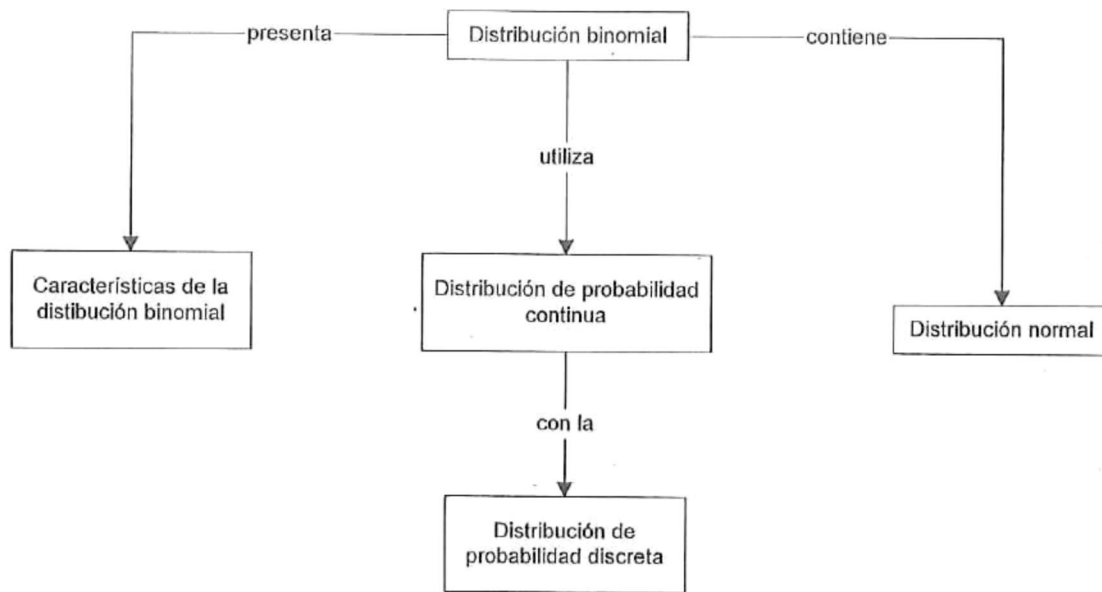 presenta
Distribución binomial
contiene
utiliza
Característícas de la
distibución binomial
Distribución de probabilidad
continua
Distribución normal
con la
Distribución de
probabilidad discreta